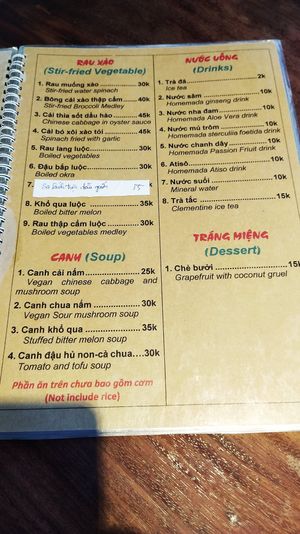 RAU XÀO
(Stir-fried Vegetable)
1. Rau muống xào .............. 30k
Stir-fried water spinach
2. Bông cải xào thập cẩm..... 40k
Stir-fried Broccoli Medley
3. Cải thìa sốt dầu hào ........ 45k
Chinese cabbage in oyster sauce
4. Cải bó xôi xào tỏi .......... 45k
Spinach fried with garlic
5. Rau lang luộc ................. 30k
Boiled vegetables
6. Đậu bắp luộc ................. 30k
Boiled okra
7. k
8. Khổ qua luộc ................. 35k
Boiled bitter melon
9. Rau thập cẩm luộc ......... 30k
Boiled vegetables medley
CANH (Soup)
1. Canh cải nấm .................. 25k
Vegan chinese cabbage and
mushroom soup
2. Canh chua nấm ............... 30k
Vegan Sour mushroom soup
3. Canh khổ qua .................. 35k
Stuffed bitter melon soup
4. Canh đậu hủ non-cà chua....30k
Tomato and tofu soup
Phần ăn trên chưa bao gồm cơm
(Not include rice)
NƯỚC UỐNG
(Drinks)
1. Trà đá .............................. 2k
Ice tea
2. Nước sâm ....................... 10k
Homemada ginseng drink
3. Nước nha đam ................ 10k
Homemade Aloe Vera drink
4. Nước mủ trôm ................ 10k
Homemade sterculiia foetida drink
5. Nước chanh dây ............. 10k
Homemade Passion Fruit drink
6. Atisô ............................... 10k
Homemade Atiso drink
7. Nước suối ...................... 10k
Mineral water
8. Trà tắc ............................ 15k
Clementine ice tea
TRÁNG MIỆNG
(Dessert)
1. Chè bưởi ........................ 15k
Grapefruit with coconut gruel